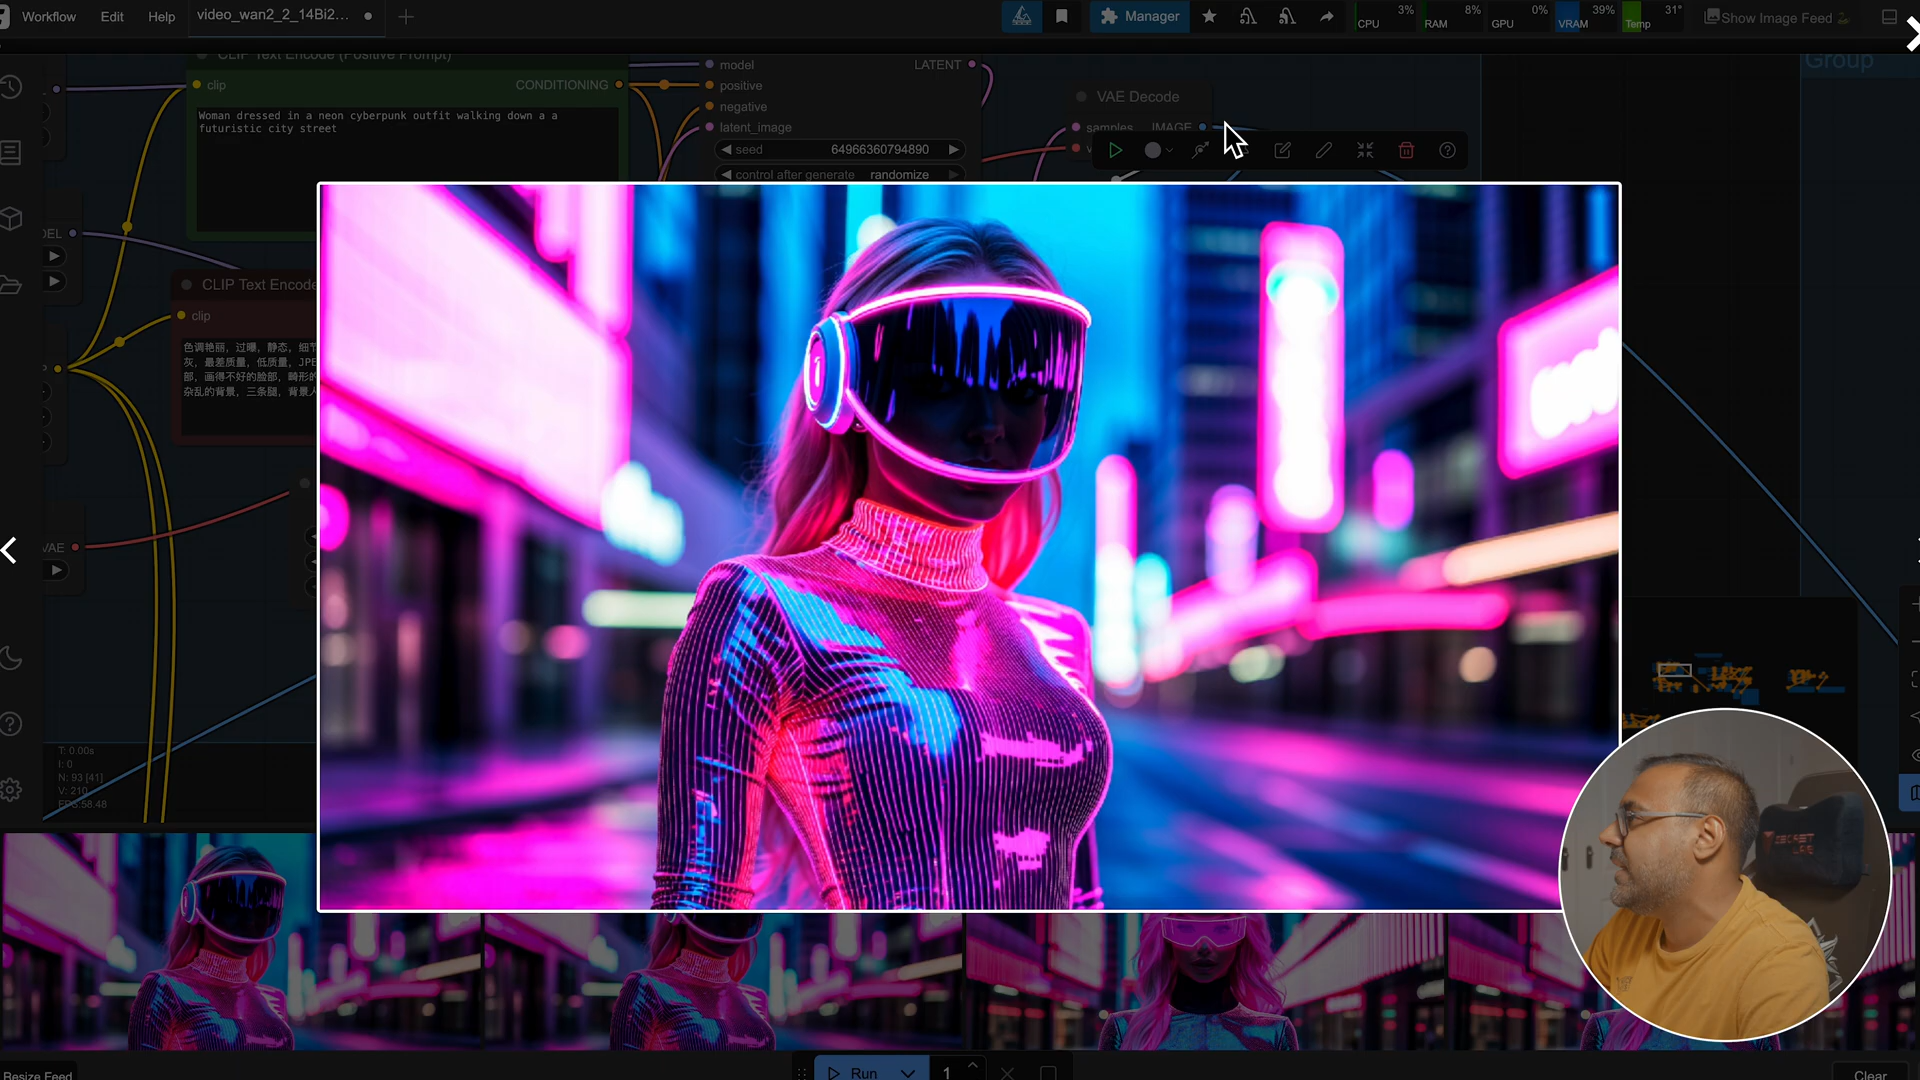 Workflow
Edit
Help
video_wan2_2_14Bi2...
Manager
CPU
3%
RAM
8%
GPU
0%
VRAM
39%
Temp
31°
Show Image Feed
CLIP Text Encode (Positive Prompt)
Group
clip
CONDITIONING
Woman dressed in a neon cyberpunk outfit walking down a a
futuristic city street
model
LATENT
positive
negative
latent_image
seed
64966360794890
control after generate
randomize
VAE Decode
samples
IMAGE
CLIP Text Encode
clip
色调艳丽，过曝，静态，细节
灰，最差质量，低质量，JPE
部，画得不好的脸部，畸形的
杂乱的背景，三条腿，背景人
VAE
T: 0.00s
I: 0
N: 93 [41]
V: 210
FPS:58.48
Run
1
Resize Feed
Clear